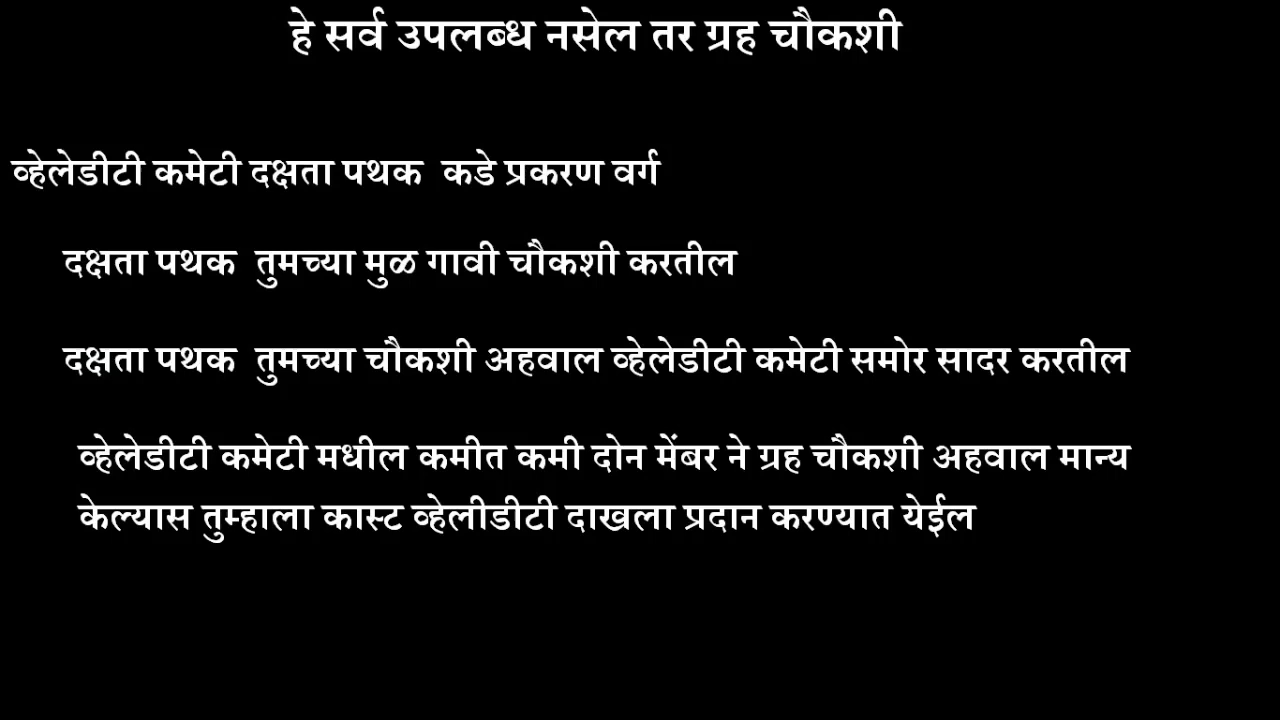 हे सर्व उपलब्ध नसेल तर ग्रह चौकशी
व्हेलेडीटी कमेटी दक्षता पथक कडे प्रकरण वर्ग
दक्षता पथक तुमच्या मुळ गावी चौकशी करतील
दक्षता पथक तुमच्या चौकशी अहवाल व्हेलेडीटी कमेटी समोर सादर करतील
व्हेलेडीटी कमेटी मधील कमीत कमी दोन मेंबर ने ग्रह चौकशी अहवाल मान्य
केल्यास तुम्हाला कास्ट व्हेलीडीटी दाखला प्रदान करण्यात येईल